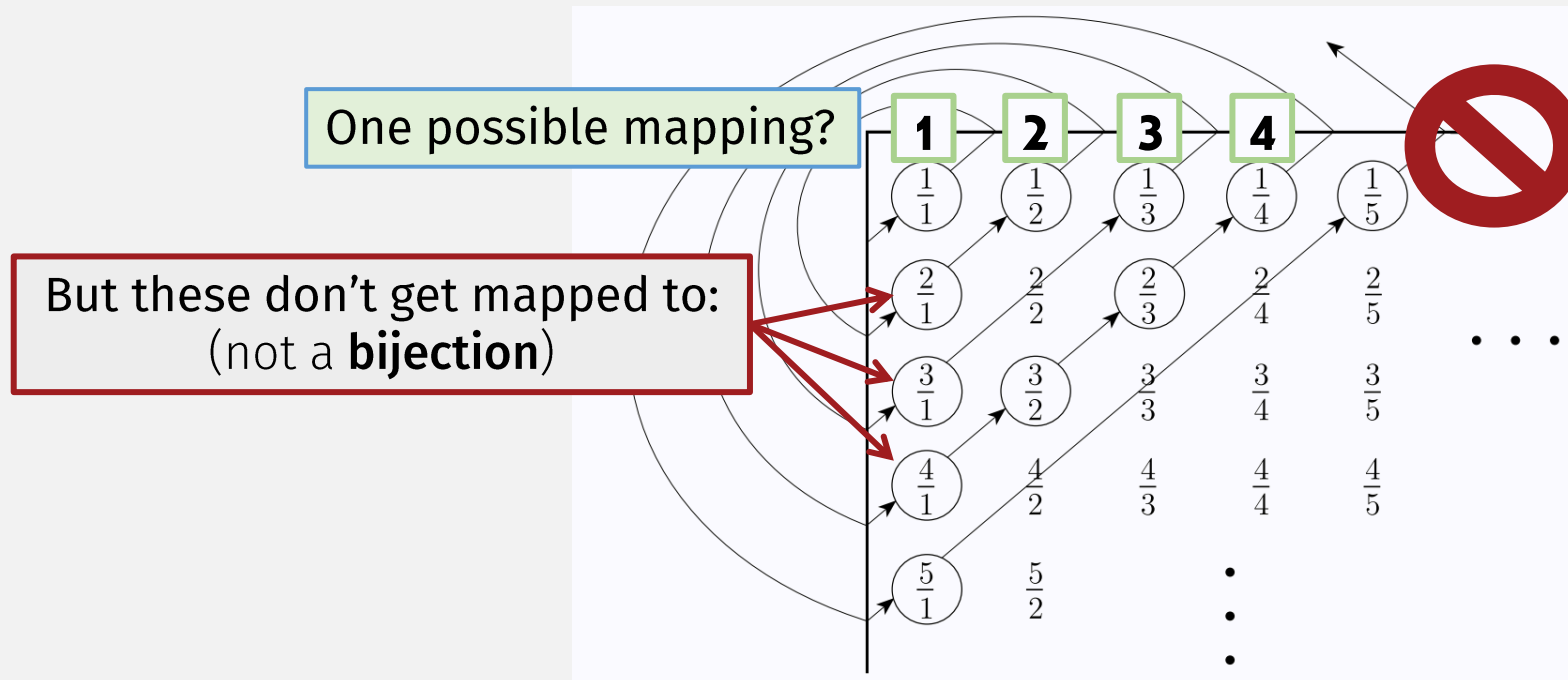 One possible mapping?
1 2 3 4
But these don’t get mapped to:
(not a bijection)
1/1 1/2 1/3 1/4 1/5
2/1 2/2 2/3 2/4 2/5
3/1 3/2 3/3 3/4 3/5
4/1 4/2 4/3 4/4 4/5
5/1 5/2